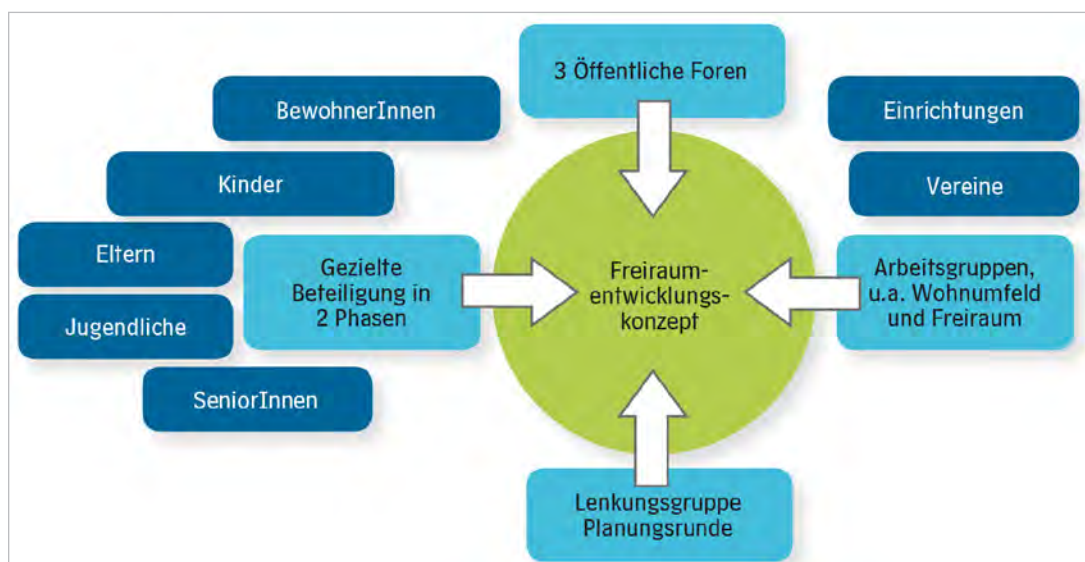 3 Öffentliche Foren
BewohnerInnen
Kinder
Eltern
Jugendliche
SeniorInnen
Gezielte
Beteiligung in
2 Phasen
Freiraum-
entwicklungs-
konzept
Einrichtungen
Vereine
Arbeitsgruppen,
u.a. Wohnumfeld
und Freiraum
Lenkungsgruppe
Planungsrunde